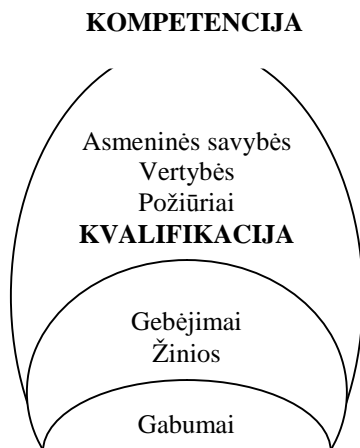 KOMPETENCIJA
Asmeninės savybės
Vertybės
Požiūriai
KVALIFIKACIJA
Gebėjimai
Žinios
Gabumai